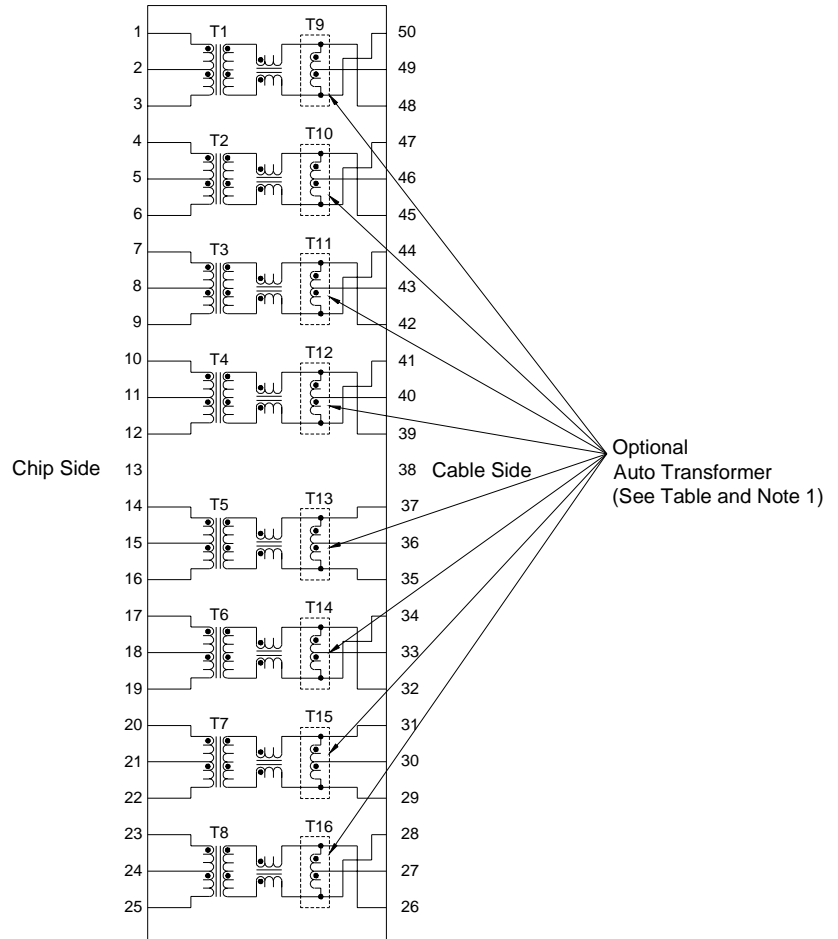 1 T1 T9 50
2 49
3 48
4 T2 T10 47
5 46
6 45
7 T3 T11 44
8 43
9 42
10 T4 T12 41
11 40
12 39
Chip Side 13 38 Cable Side
Optional
Auto Transformer
(See Table and Note 1)
14 T5 T13 37
15 36
16 35
17 T6 T14 34
18 33
19 32
20 T7 T15 31
21 30
22 29
23 T8 T16 28
24 27
25 26